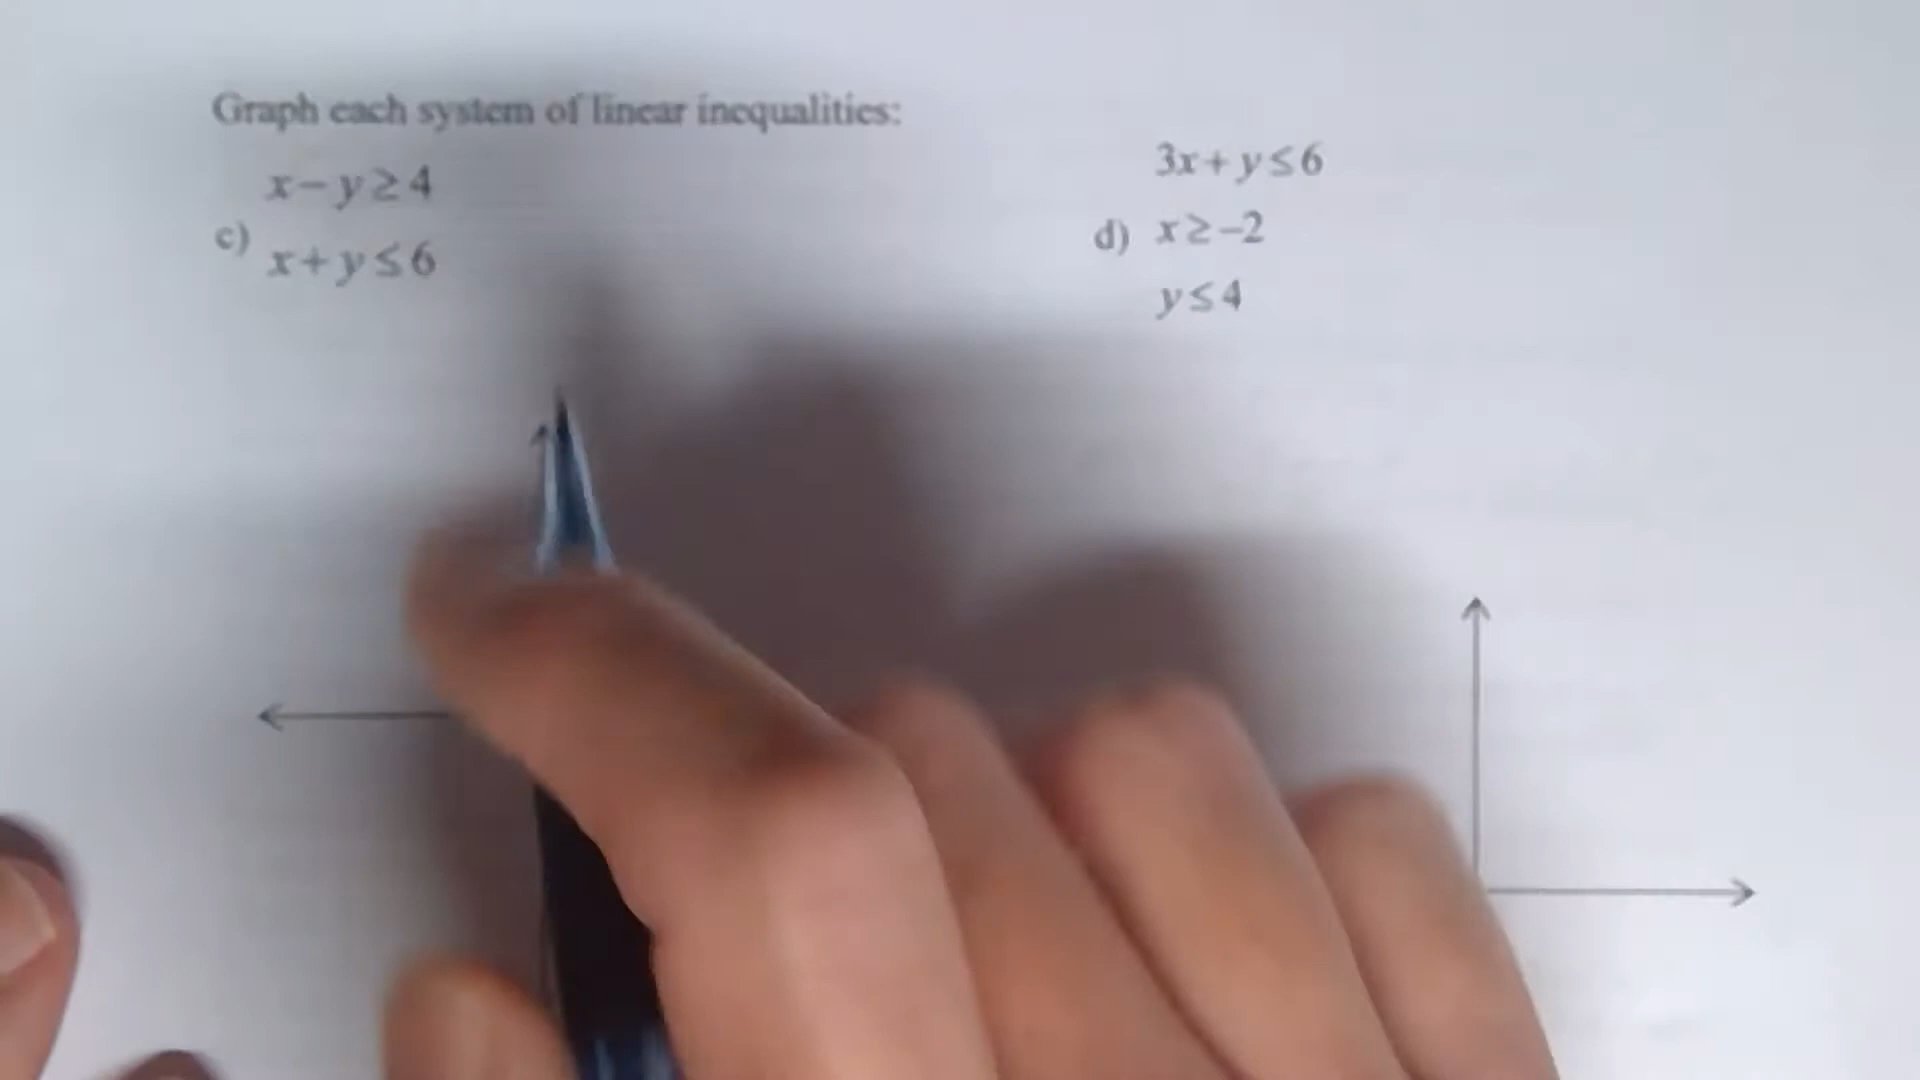 Graph each system of linear inequalities:
c)
x − y ≥ 4
x + y ≤ 6
d)
3x + y ≤ 6
x ≥ −2
y ≤ 4